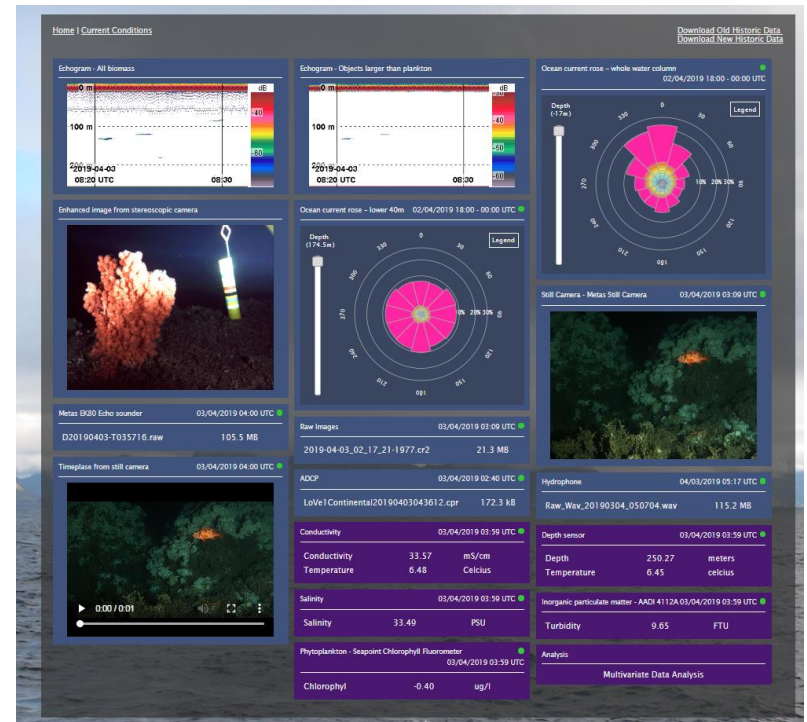 Home | Current Conditions
Download Old Historic Data
Download New Historic Data
Echogram - All biomass
0 m
dB
-40
100 m
-60
200 m
2019-04-03
08:20 UTC
08:30
Echogram - Objects larger than plankton
0 m
dB
-40
100 m
-50
200 m
-60
2019-04-03
08:20 UTC
08:30
Ocean current rose – whole water column
02/04/2019 18:00 - 00:00 UTC
Depth
(-17m)
Legend
0
30
60
90
120
150
180
210
240
270
300
330
10% 20% 30%
Enhanced image from stereoscopic camera
Ocean current rose – lower 40m 02/04/2019 18:00 - 00:00 UTC
Depth
(174.5m)
Legend
0
30
60
90
120
150
180
210
240
270
300
330
10% 20% 30%
Still Camera - Metas Still Camera 03/04/2019 03:09 UTC
Metas EK80 Echo sounder 03/04/2019 04:00 UTC
D20190403-T035716.raw 105.5 MB
Raw Images 03/04/2019 03:09 UTC
2019-04-03_02_17_21-1977.cr2 21.3 MB
Timeplase from still camera 03/04/2019 04:00 UTC
0:00 / 0:01
ADCP 03/04/2019 02:40 UTC
LoVe1Continental20190403043612.cpr 172.3 kB
Hydrophone 04/03/2019 05:17 UTC
Raw_Wav_20190304_050704.wav 115.2 MB
Conductivity 03/04/2019 03:59 UTC
Conductivity 33.57 mS/cm
Temperature 6.48 Celcius
Depth sensor 03/04/2019 03:59 UTC
Depth 250.27 meters
Temperature 6.45 celcius
Salinity 03/04/2019 03:59 UTC
Salinity 33.49 PSU
Inorganic particulate matter - AADI 4112A 03/04/2019 03:59 UTC
Turbidity 9.65 FTU
Phytoplankton - Seapoint Chlorophyll Fluorometer
03/04/2019 03:59 UTC
Chlorophyl -0.40 ug/l
Analysis
Multivariate Data Analysis